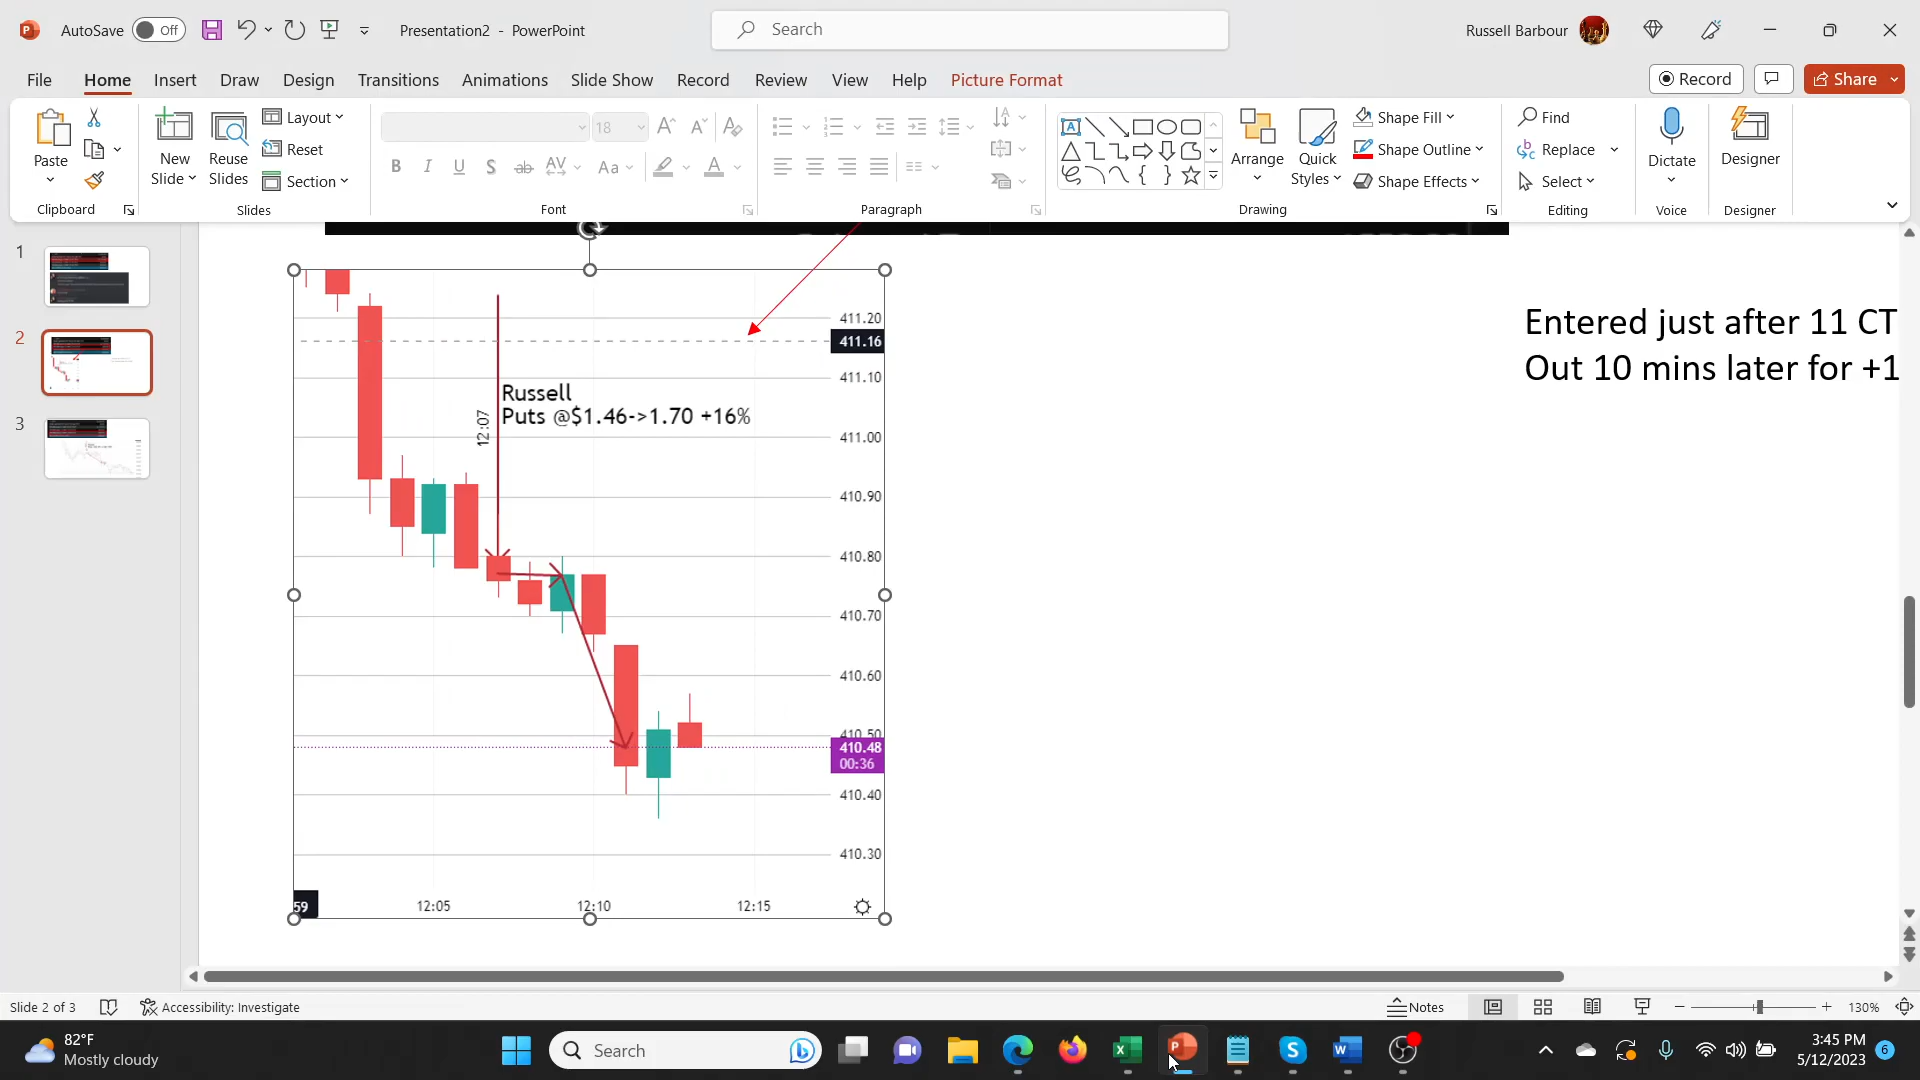 AutoSave Off Presentation2 - PowerPoint Search Russell Barbour
File Home Insert Draw Design Transitions Animations Slide Show Record Review View Help Picture Format Record Share
Paste
New Slide
Reuse Slides
Layout
Reset
Section
18
B I U S ab AV Aa A
Arrange
Quick Styles
Shape Fill
Shape Outline
Shape Effects
Find
Replace
Select
Dictate
Designer
Clipboard Slides Font Paragraph Drawing Editing Voice Designer
1
2
3
411.20
411.16
411.10
Russell
Puts @$1.46->1.70 +16%
12:07
411.00
410.90
410.80
410.70
410.60
410.50
410.48
00:36
410.40
410.30
59 12:05 12:10 12:15
Entered just after 11 CT
Out 10 mins later for +1
Slide 2 of 3 Accessibility: Investigate Notes 130%
82°F
Mostly cloudy
Search
3:45 PM
5/12/2023
6